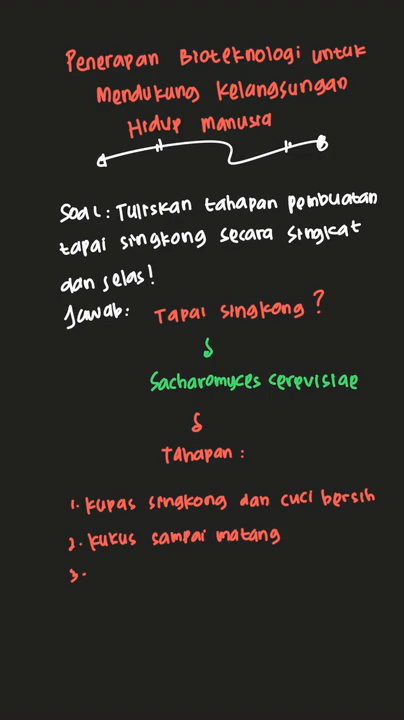 Penerapan Bioteknologi untuk
Mendukung Kelangsungan
Hidup Manusia
Soal: Tuliskan tahapan pembuatan
tapai singkong secara singkat
dan jelas!
Jawab: Tapai singkong?
Sacharomyces cerevisiae
Tahapan:
1. Kupas singkong dan cuci bersih
2. Kukus sampai matang
3.